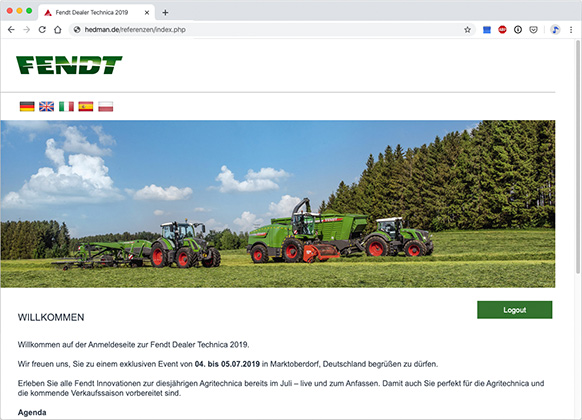 Fendt Dealer Technica 2019
hedman.de/referenzen/index.php
FENDT
Logout
WILLKOMMEN
Willkommen auf der Anmeldeseite zur Fendt Dealer Technica 2019.
Wir freuen uns, Sie zu einem exklusiven Event von 04. bis 05.07.2019 in Marktoberdorf, Deutschland begrüßen zu dürfen.
Erleben Sie alle Fendt Innovationen zur diesjährigen Agritechnica bereits im Juli – live und zum Anfassen. Damit auch Sie perfekt für die Agritechnica und
die kommende Verkaufssaison vorbereitet sind.
Agenda